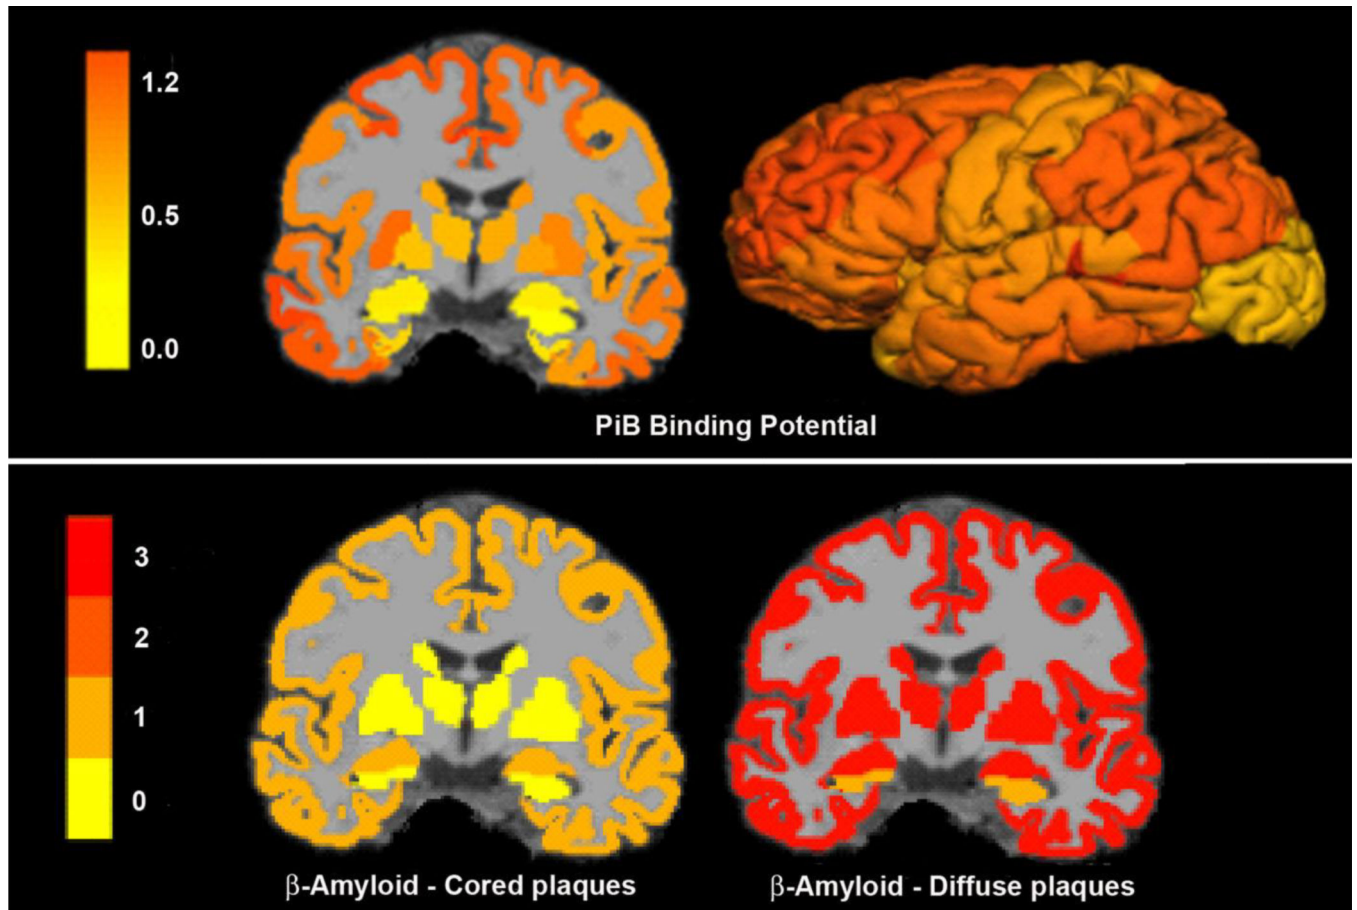 1.2
0.5
0.0
PiB Binding Potential
3
2
1
0
β-Amyloid - Cored plaques
β-Amyloid - Diffuse plaques